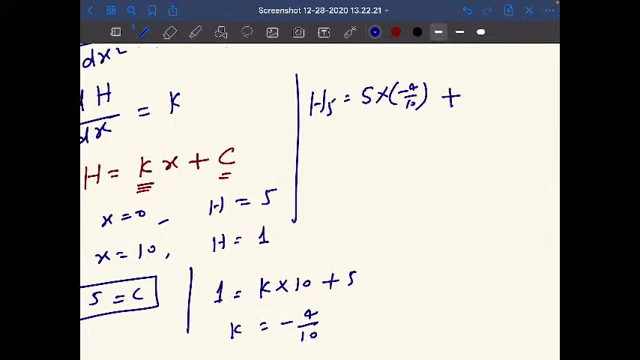 Screenshot 12-28-2020 13.22.21
dx²
dH/dx = K
H = Kx + C
x=0, H = 5
x=10, H = 1
5 = C
1 = K × 10 + 5
K = -4/10
H₅ = 5×(-4/10) +